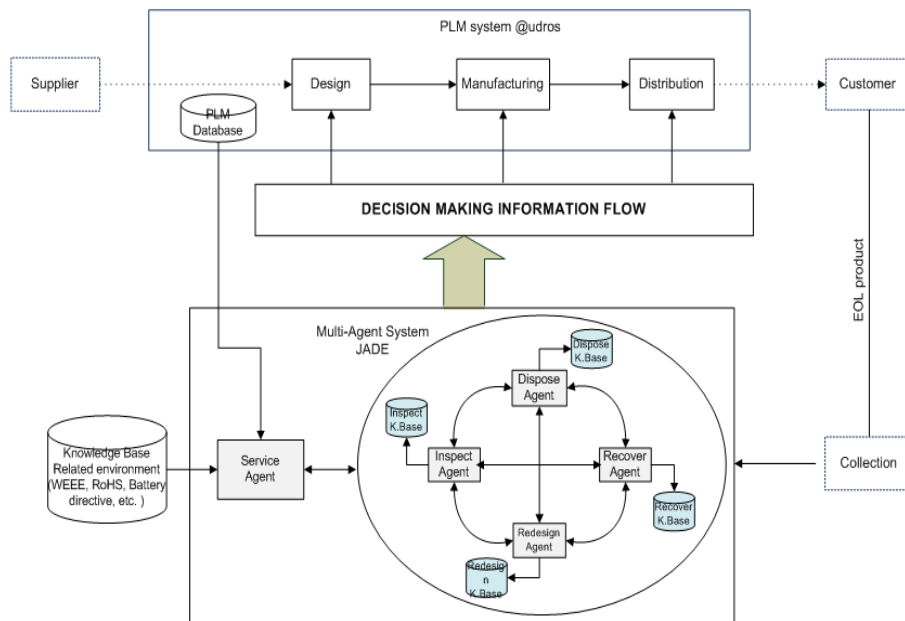 PLM system @udros
Supplier
Design
Manufacturing
Distribution
Customer
PLM
Database
DECISION MAKING INFORMATION FLOW
EOL product
Multi-Agent System
JADE
Dispose
K.Base
Dispose
Agent
Inspect
K.Base
Inspect
Agent
Recover
Agent
Recover
K.Base
Redesign
Agent
Redesig
n
K.Base
Service
Agent
Knowledge Base
Related environment
(WEEE, RoHS, Battery
directive, etc. )
Collection